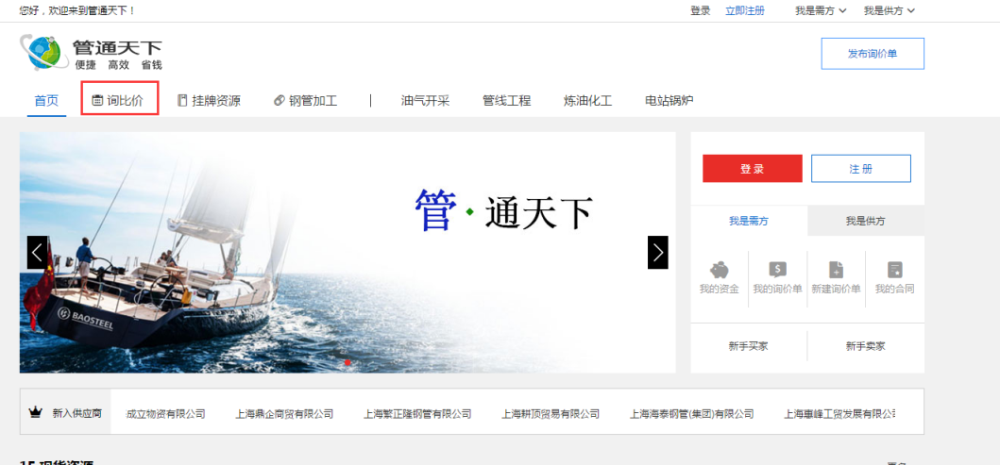 您好，欢迎来到管通天下！ 登录 立即注册 我是需方 我是供方
管通天下
便捷 高效 省钱
发布询价单
首页 询比价 挂牌资源 钢管加工 | 油气开采 管线工程 炼油化工 电站锅炉
管·通天下
BAOSTEEL
登录 注册
我是需方 我是供方
我的资金 我的询价单 新建询价单 我的合同
新手买家 新手卖家
新入供应商 成立物资有限公司 上海鼎企商贸有限公司 上海繁正隆钢管有限公司 上海耕顶贸易有限公司 上海海泰钢管(集团)有限公司 上海惠峰工贸发展有限公司
15 现货资源 更多